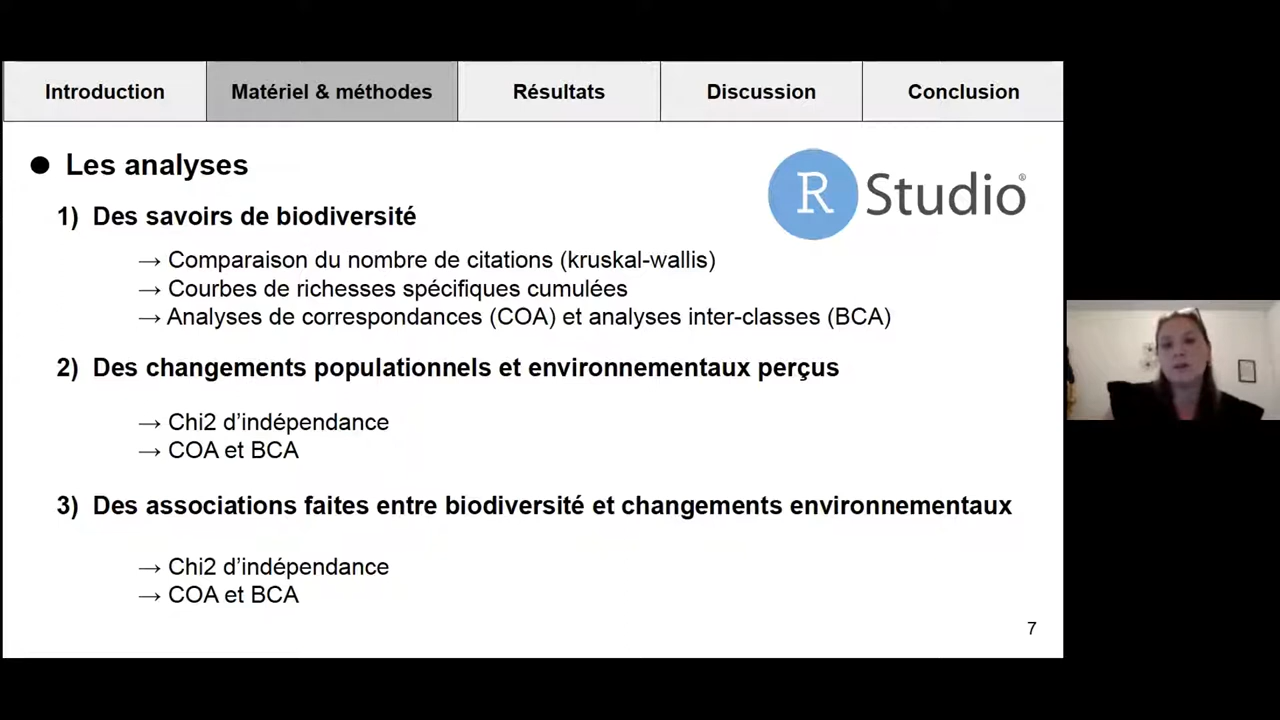 Introduction
Matériel & méthodes
Résultats
Discussion
Conclusion
● Les analyses
R Studio®
1) Des savoirs de biodiversité
→ Comparaison du nombre de citations (kruskal-wallis)
→ Courbes de richesses spécifiques cumulées
→ Analyses de correspondances (COA) et analyses inter-classes (BCA)
2) Des changements populationnels et environnementaux perçus
→ Chi2 d’indépendance
→ COA et BCA
3) Des associations faites entre biodiversité et changements environnementaux
→ Chi2 d’indépendance
→ COA et BCA
7